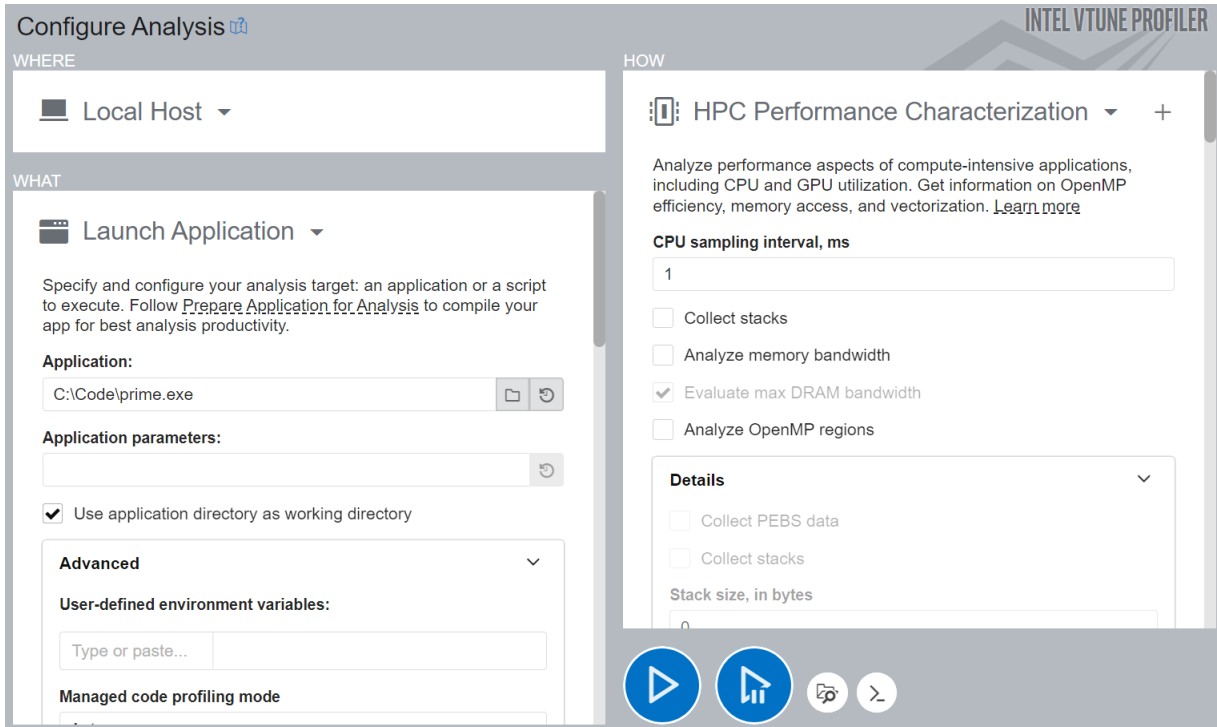 Configure Analysis
INTEL VTUNE PROFILER
WHERE
Local Host
WHAT
Launch Application
Specify and configure your analysis target: an application or a script
to execute. Follow Prepare Application for Analysis to compile your
app for best analysis productivity.
Application:
C:\Code\prime.exe
Application parameters:
Use application directory as working directory
Advanced
User-defined environment variables:
Type or paste...
Managed code profiling mode
HOW
HPC Performance Characterization
Analyze performance aspects of compute-intensive applications,
including CPU and GPU utilization. Get information on OpenMP
efficiency, memory access, and vectorization. Learn more
CPU sampling interval, ms
1
Collect stacks
Analyze memory bandwidth
Evaluate max DRAM bandwidth
Analyze OpenMP regions
Details
Collect PEBS data
Collect stacks
Stack size, in bytes
0